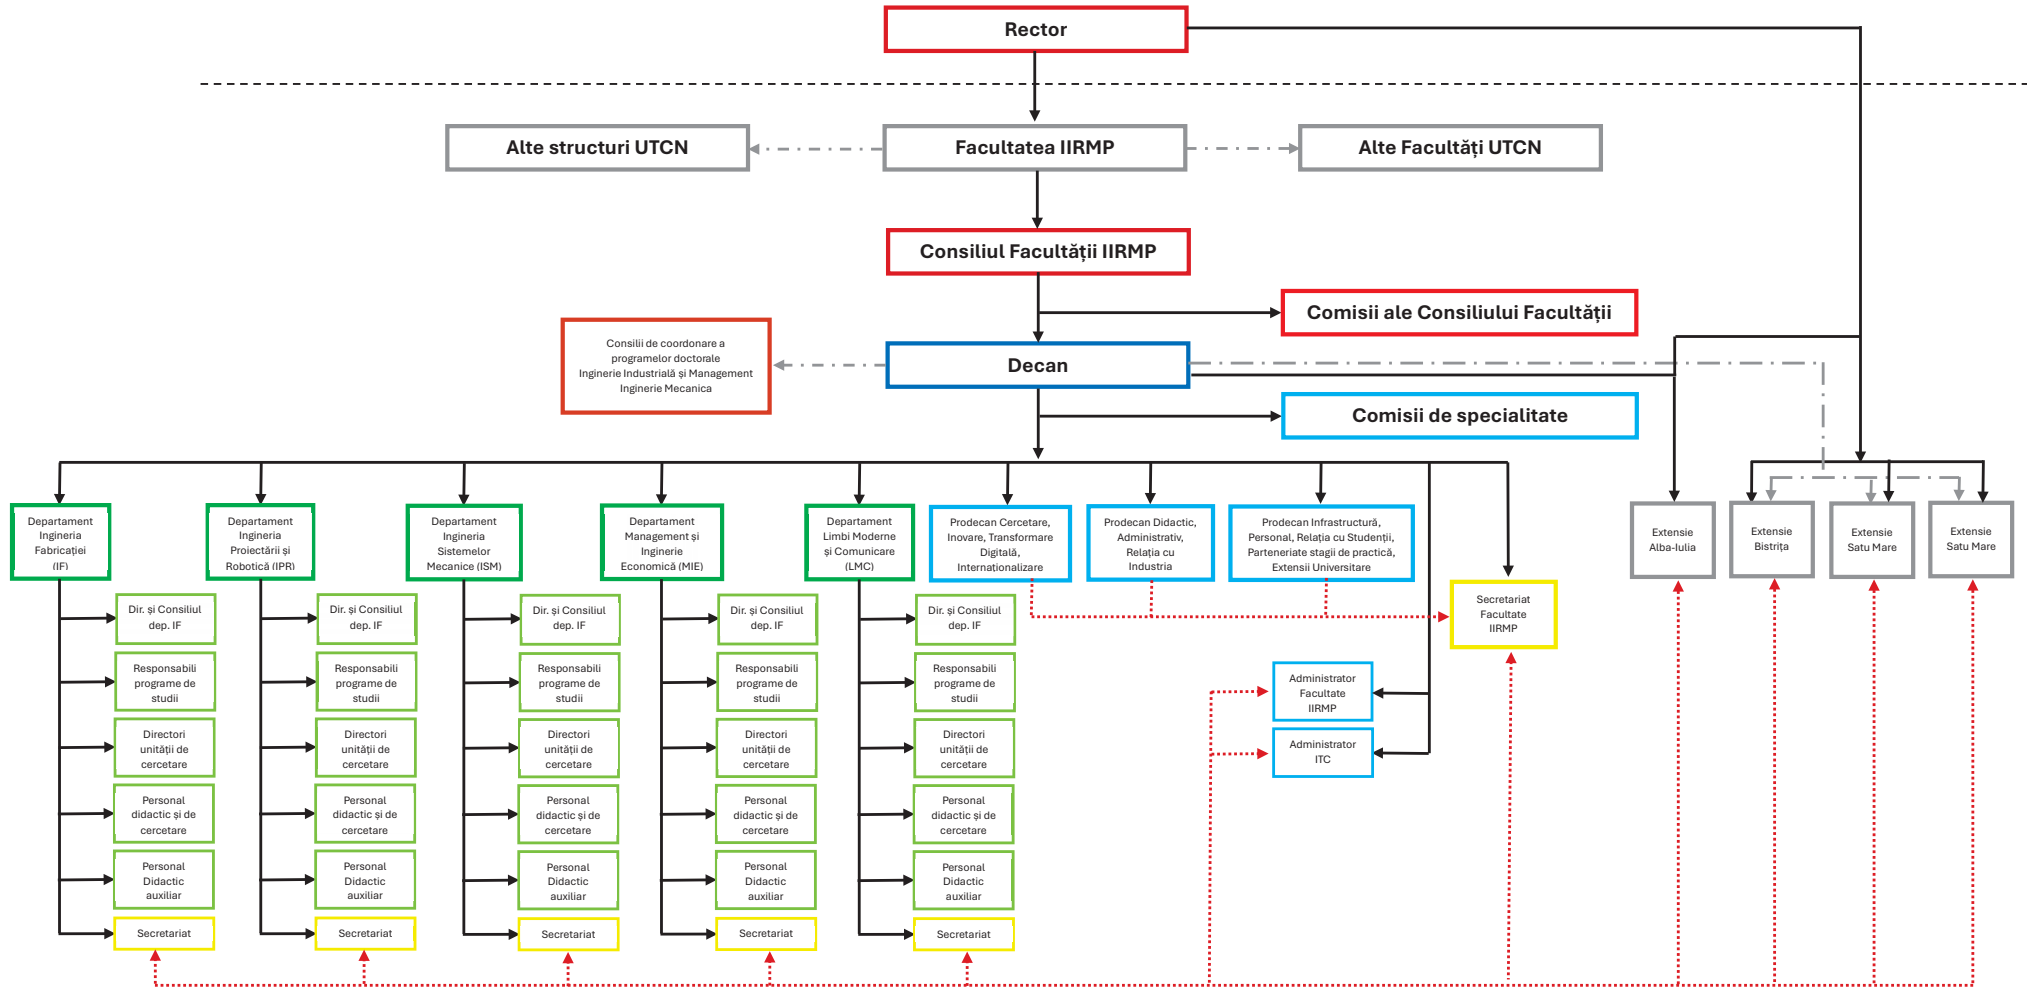 Rector
Alte structuri UTCN
Facultatea IIRMP
Alte Facultăți UTCN
Consiliul Facultății IIRMP
Comisii ale Consiliului Facultății
Consilii de coordonare a
programelor doctorale
Inginerie Industrială și Management
Inginerie Mecanica
Decan
Comisii de specialitate
Departament
Ingineria
Fabricației
(IF)
Departament
Ingineria
Proiectării și
Robotică (IPR)
Departament
Ingineria
Sistemelor
Mecanice (ISM)
Departament
Management și
Inginerie
Economică (MIE)
Departament
Limbi Moderne
și Comunicare
(LMC)
Prodecan Cercetare,
Inovare, Transformare
Digitală,
Internaționalizare
Prodecan Didactic,
Administrativ,
Relația cu
Industria
Prodecan Infrastructură,
Personal, Relația cu Studenții,
Parteneriate stagii de practică,
Extensii Universitare
Extensie
Alba-Iulia
Extensie
Bistrița
Extensie
Satu Mare
Extensie
Satu Mare
Secretariat
Facultate
IIRMP
Dir. și Consiliul
dep. IF
Dir. și Consiliul
dep. IF
Dir. și Consiliul
dep. IF
Dir. și Consiliul
dep. IF
Dir. și Consiliul
dep. IF
Responsabili
programe de
studii
Responsabili
programe de
studii
Responsabili
programe de
studii
Responsabili
programe de
studii
Responsabili
programe de
studii
Administrator
Facultate
IIRMP
Directori
unității de
cercetare
Directori
unității de
cercetare
Directori
unității de
cercetare
Directori
unității de
cercetare
Directori
unității de
cercetare
Administrator
ITC
Personal
didactic și de
cercetare
Personal
didactic și de
cercetare
Personal
didactic și de
cercetare
Personal
didactic și de
cercetare
Personal
didactic și de
cercetare
Personal
Didactic
auxiliar
Personal
Didactic
auxiliar
Personal
Didactic
auxiliar
Personal
Didactic
auxiliar
Personal
Didactic
auxiliar
Secretariat
Secretariat
Secretariat
Secretariat
Secretariat